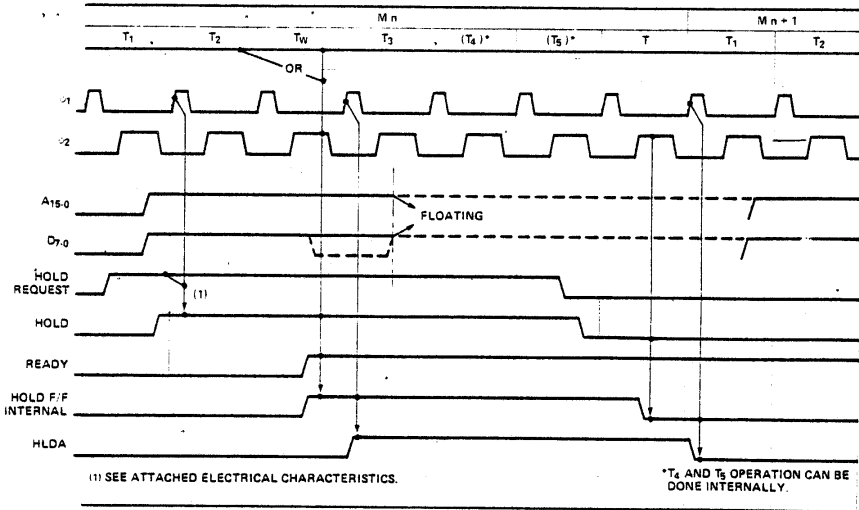 Mn
Mn + 1
T1 T2 TW T3 (T4)* (T5)* T T1 T2
OR
φ1
φ2
A15-0
FLOATING
D7-0
HOLD
REQUEST
(1)
HOLD
READY
HOLD F/F
INTERNAL
HLDA
(1) SEE ATTACHED ELECTRICAL CHARACTERISTICS.
*T4 AND T5 OPERATION CAN BE
DONE INTERNALLY.